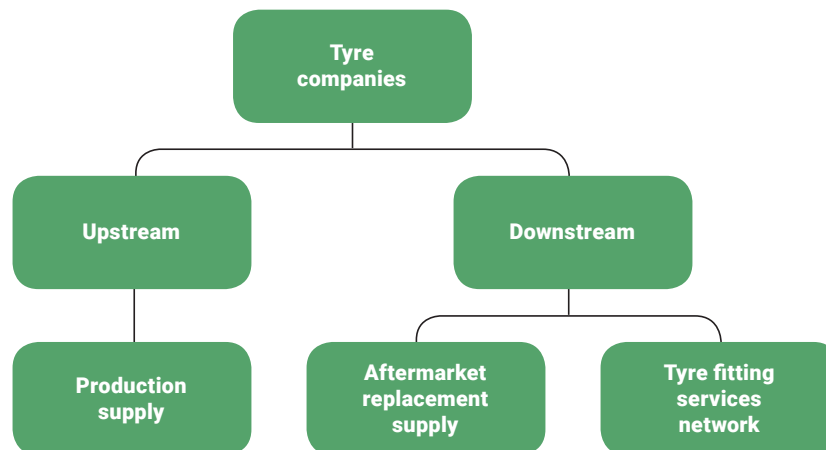 Tyre
companies
Upstream
Downstream
Production
supply
Aftermarket
replacement
supply
Tyre fitting
services
network